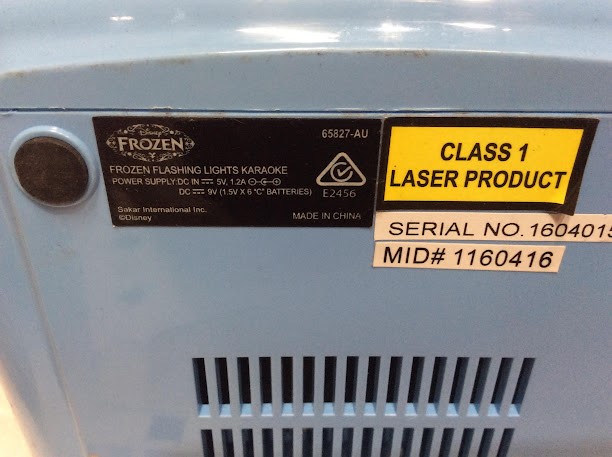 Disney
FROZEN
65827-AU
FROZEN FLASHING LIGHTS KARAOKE
POWER SUPPLY:DC IN ⎓ 5V, 1.2A
DC ⎓ 9V (1.5V X 6 "C" BATTERIES)
E2456
Sakar International Inc.
©Disney
MADE IN CHINA
CLASS 1
LASER PRODUCT
SERIAL NO.160401
MID# 1160416